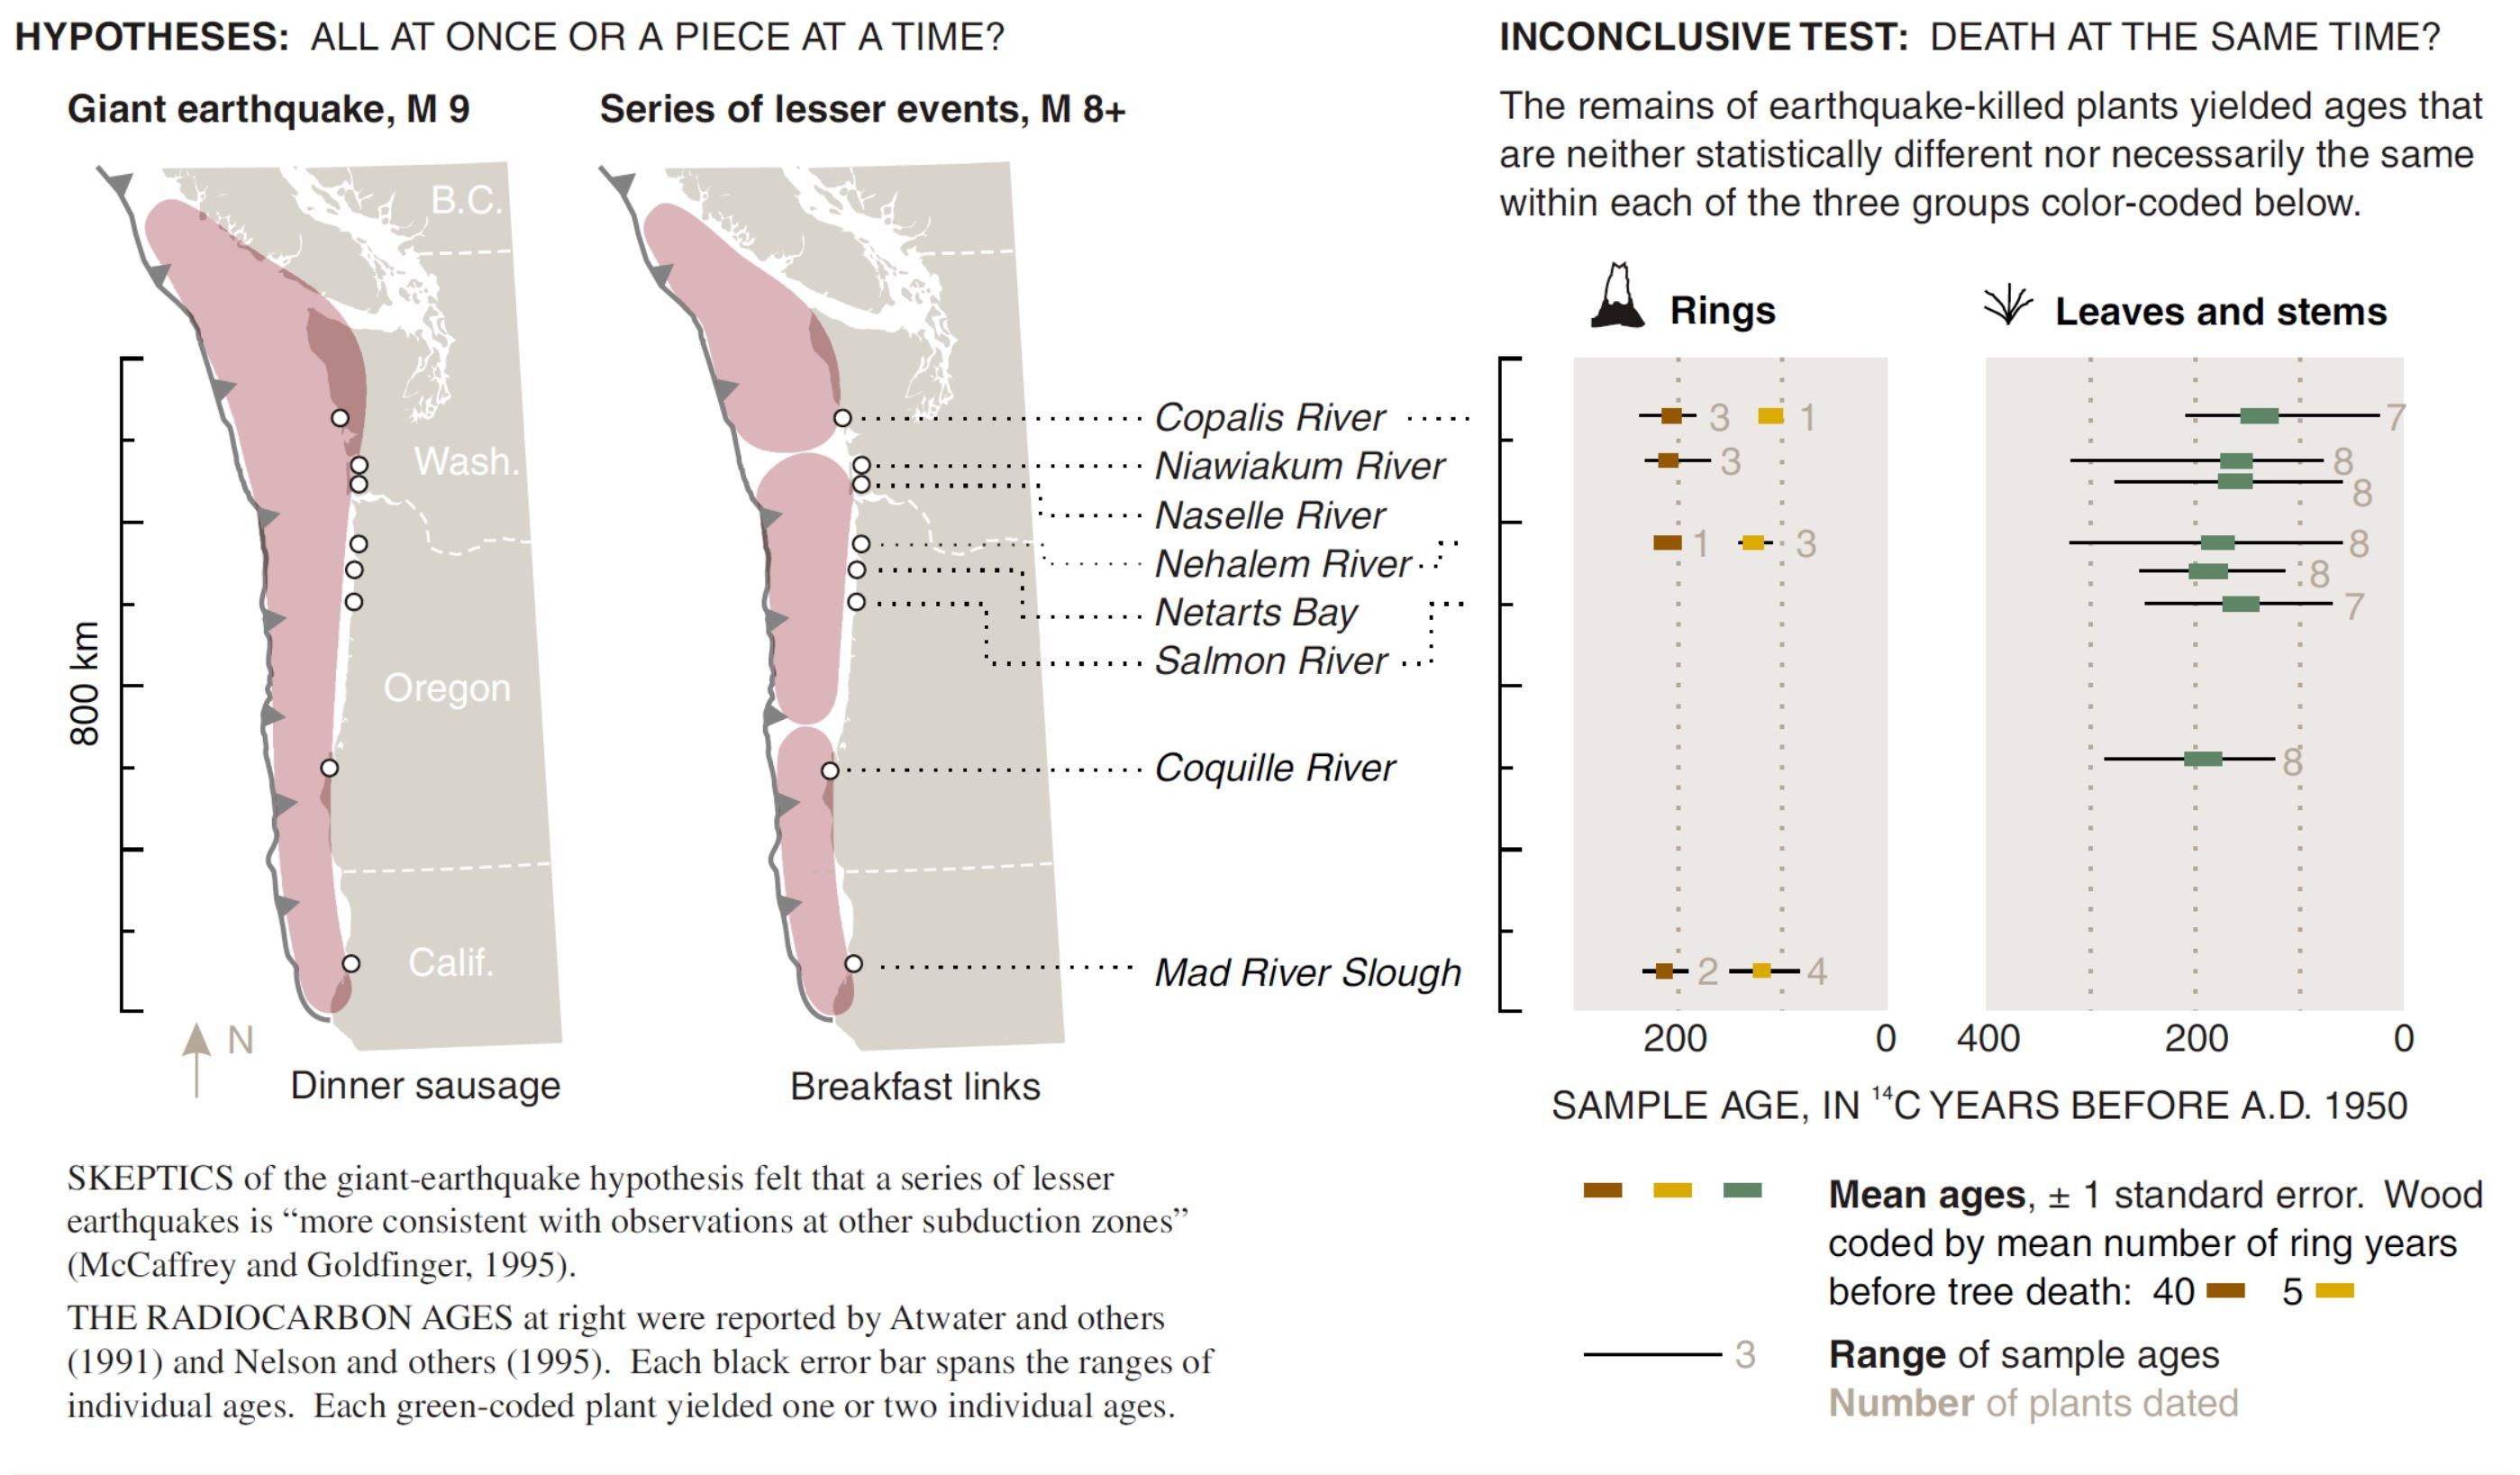 HYPOTHESES: ALL AT ONCE OR A PIECE AT A TIME?
Giant earthquake, M 9
Series of lesser events, M 8+
B.C.
Wash.
Oregon
Calif.
800 km
N
Dinner sausage
Breakfast links
Copalis River
Niawiakum River
Naselle River
Nehalem River
Netarts Bay
Salmon River
Coquille River
Mad River Slough
SKEPTICS of the giant-earthquake hypothesis felt that a series of lesser
earthquakes is “more consistent with observations at other subduction zones”
(McCaffrey and Goldfinger, 1995).
THE RADIOCARBON AGES at right were reported by Atwater and others
(1991) and Nelson and others (1995). Each black error bar spans the ranges of
individual ages. Each green-coded plant yielded one or two individual ages.
INCONCLUSIVE TEST: DEATH AT THE SAME TIME?
The remains of earthquake-killed plants yielded ages that
are neither statistically different nor necessarily the same
within each of the three groups color-coded below.
Rings
Leaves and stems
3 1 7
3 8
8
1 3 8
8
7
8
2 4
200 0 400 200 0
SAMPLE AGE, IN ¹⁴C YEARS BEFORE A.D. 1950
Mean ages, ± 1 standard error. Wood
coded by mean number of ring years
before tree death: 40 5
3 Range of sample ages
Number of plants dated